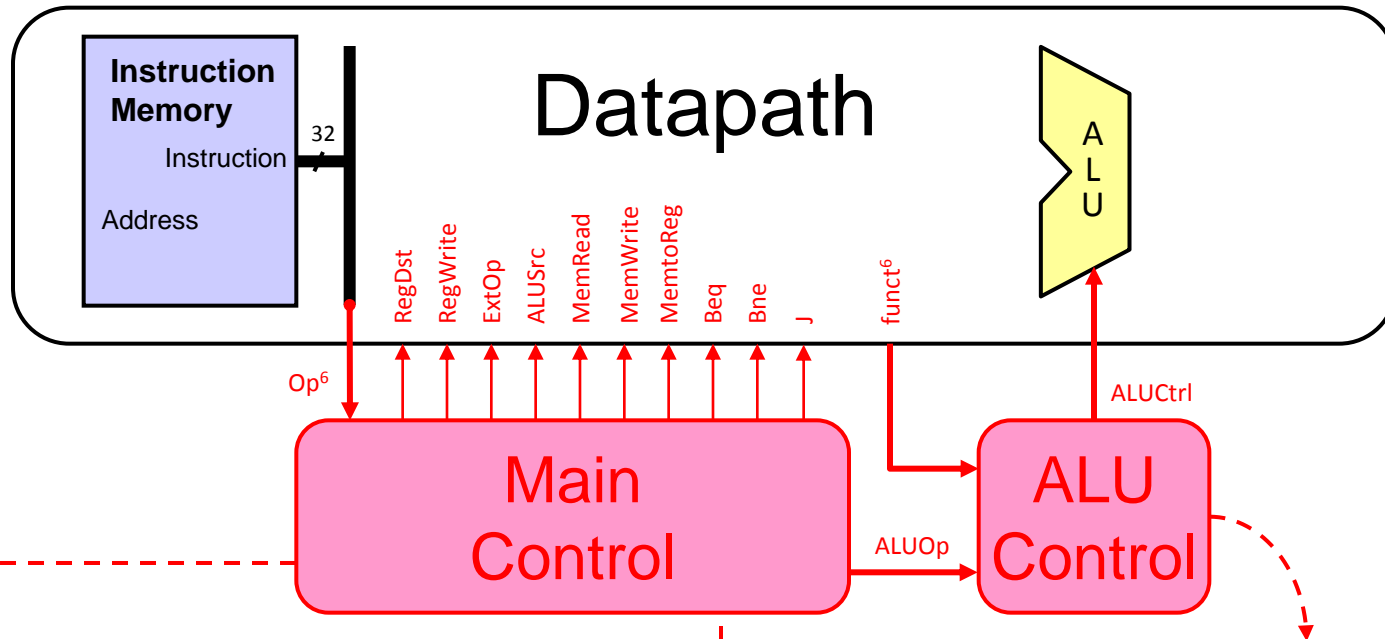 Instruction
Memory
32
Instruction
Address
Datapath
A
L
U
RegDst
RegWrite
ExtOp
ALUSrc
MemRead
MemWrite
MemtoReg
Beq
Bne
J
funct⁶
Op⁶
ALUCtrl
Main
Control
ALUOp
ALU
Control